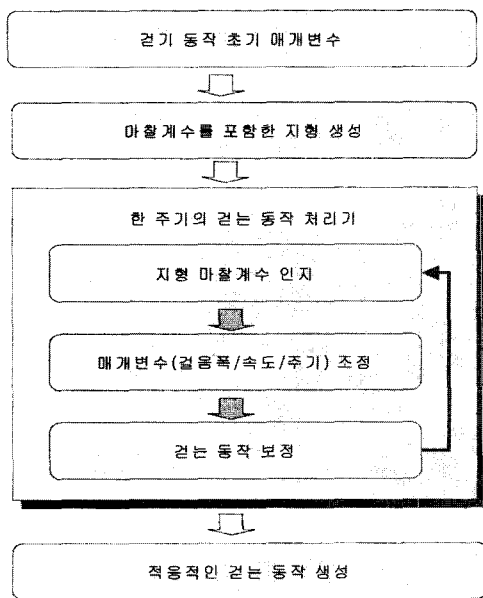 걷기 동작 초기 매개변수
마찰계수를 포함한 지형 생성
한 주기의 걷는 동작 처리기
지형 마찰계수 인지
매개변수(걸음폭/속도/주기) 조정
걷는 동작 보정
적응적인 걷는 동작 생성